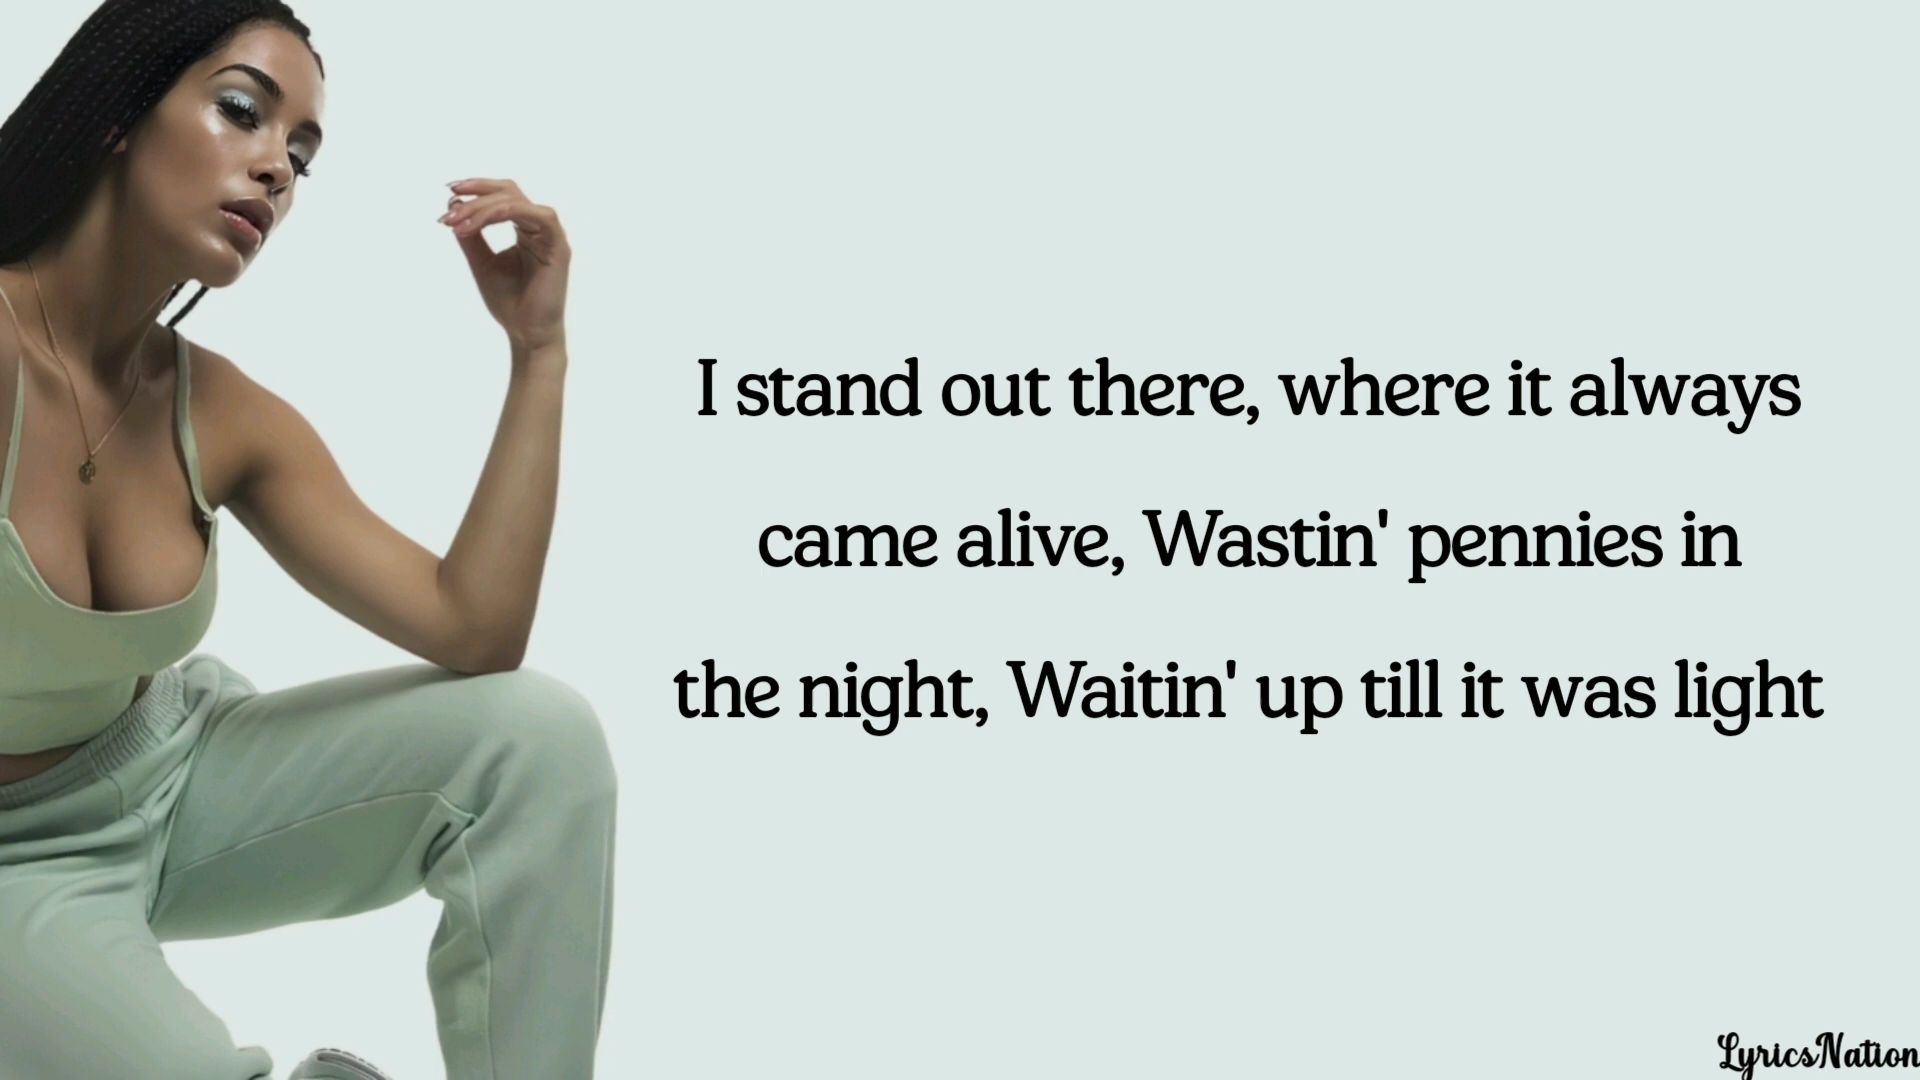 I stand out there, where it always
came alive, Wastin' pennies in
the night, Waitin' up till it was light
LyricsNation